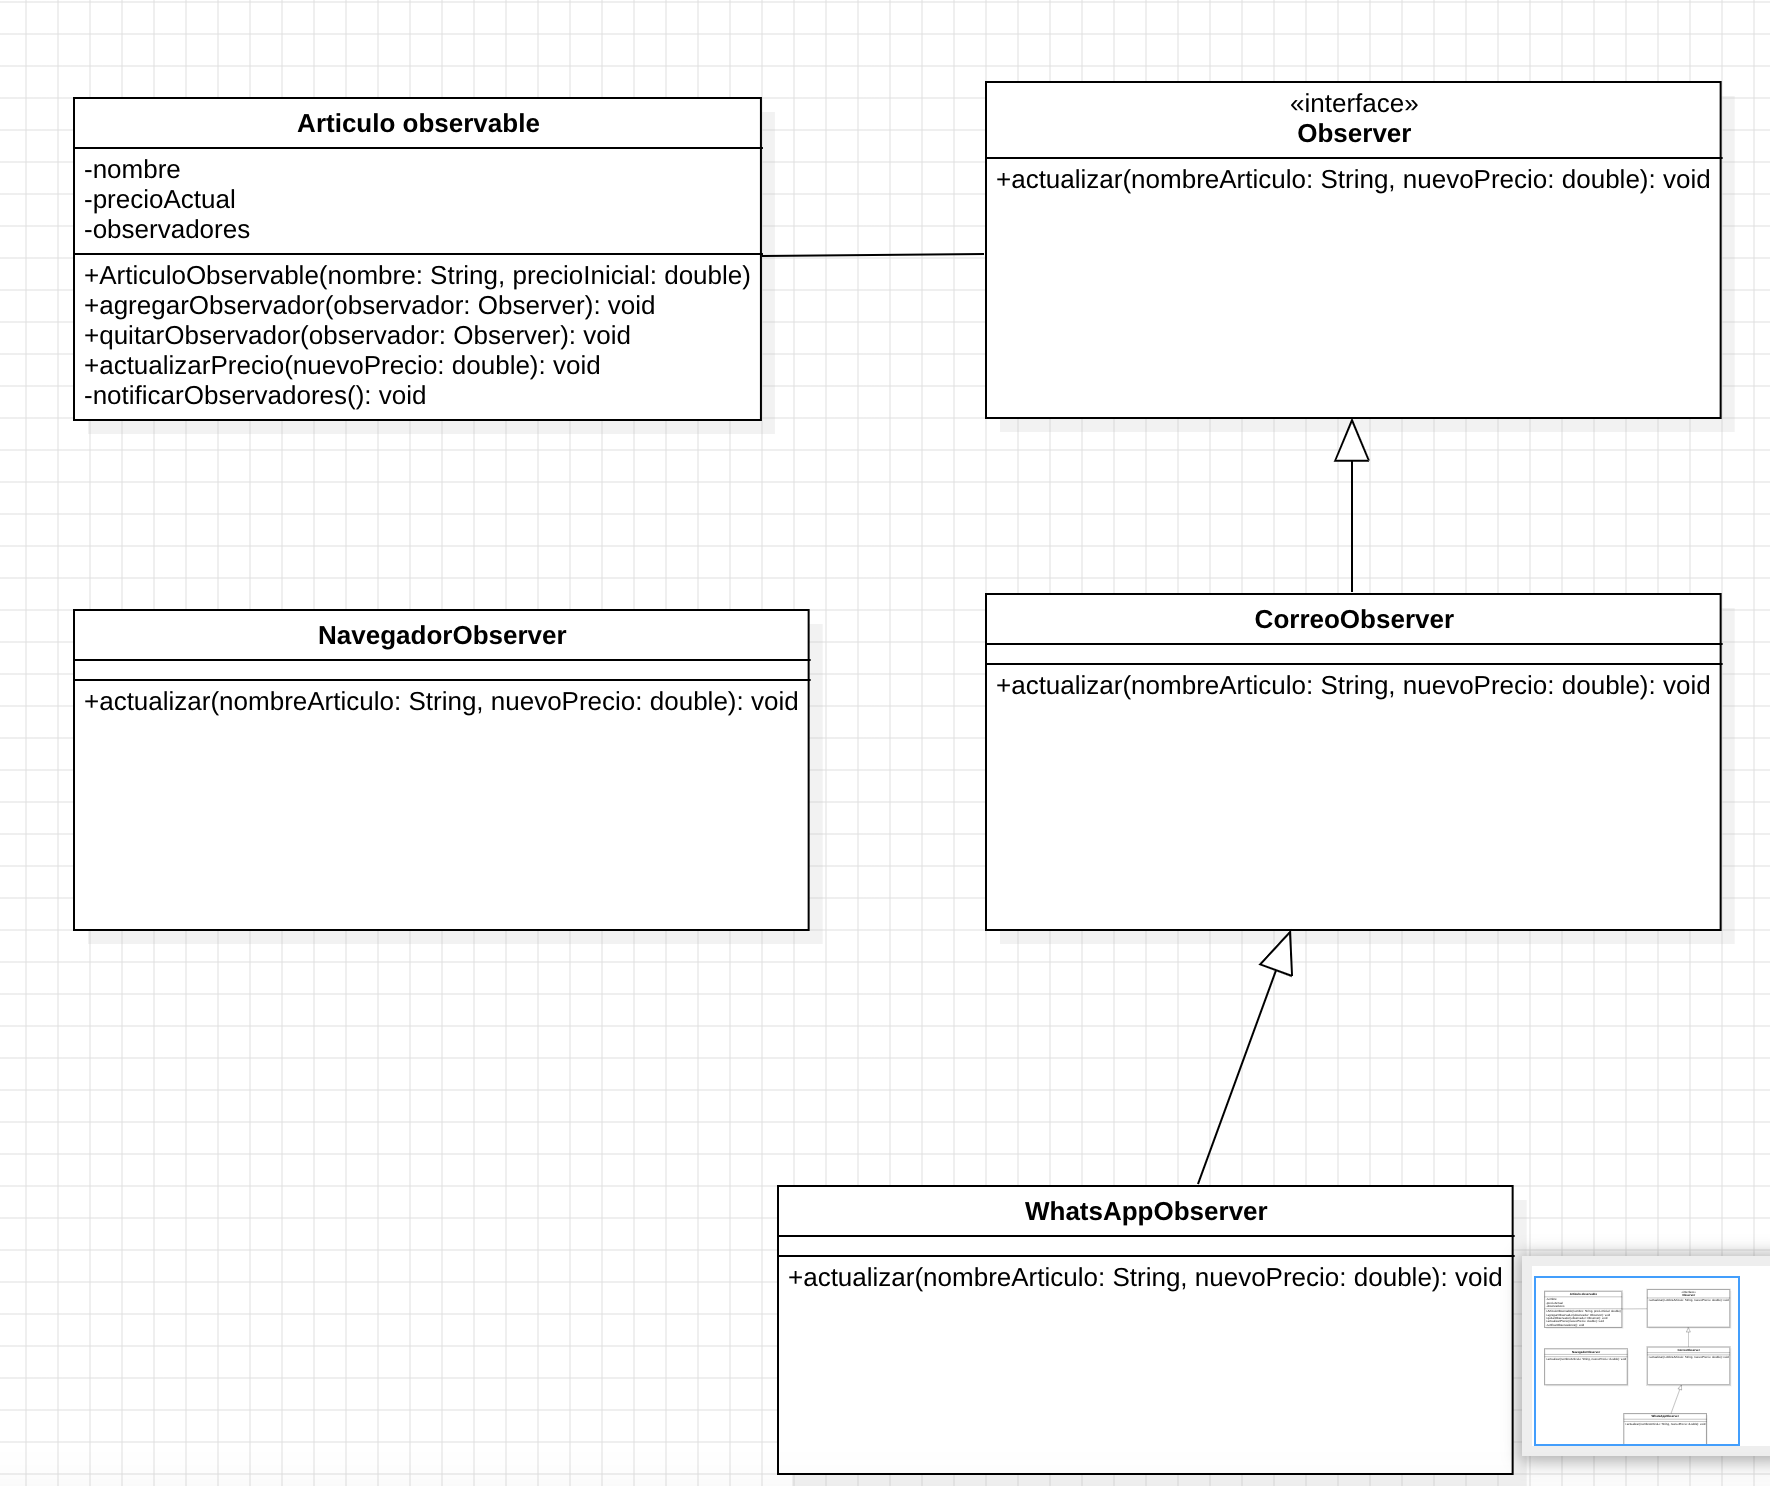 Articulo observable
-nombre
-precioActual
-observadores
+ArticuloObservable(nombre: String, precioInicial: double)
+agregarObservador(observador: Observer): void
+quitarObservador(observador: Observer): void
+actualizarPrecio(nuevoPrecio: double): void
-notificarObservadores(): void
«interface»
Observer
+actualizar(nombreArticulo: String, nuevoPrecio: double): void
NavegadorObserver
+actualizar(nombreArticulo: String, nuevoPrecio: double): void
CorreoObserver
+actualizar(nombreArticulo: String, nuevoPrecio: double): void
WhatsAppObserver
+actualizar(nombreArticulo: String, nuevoPrecio: double): void